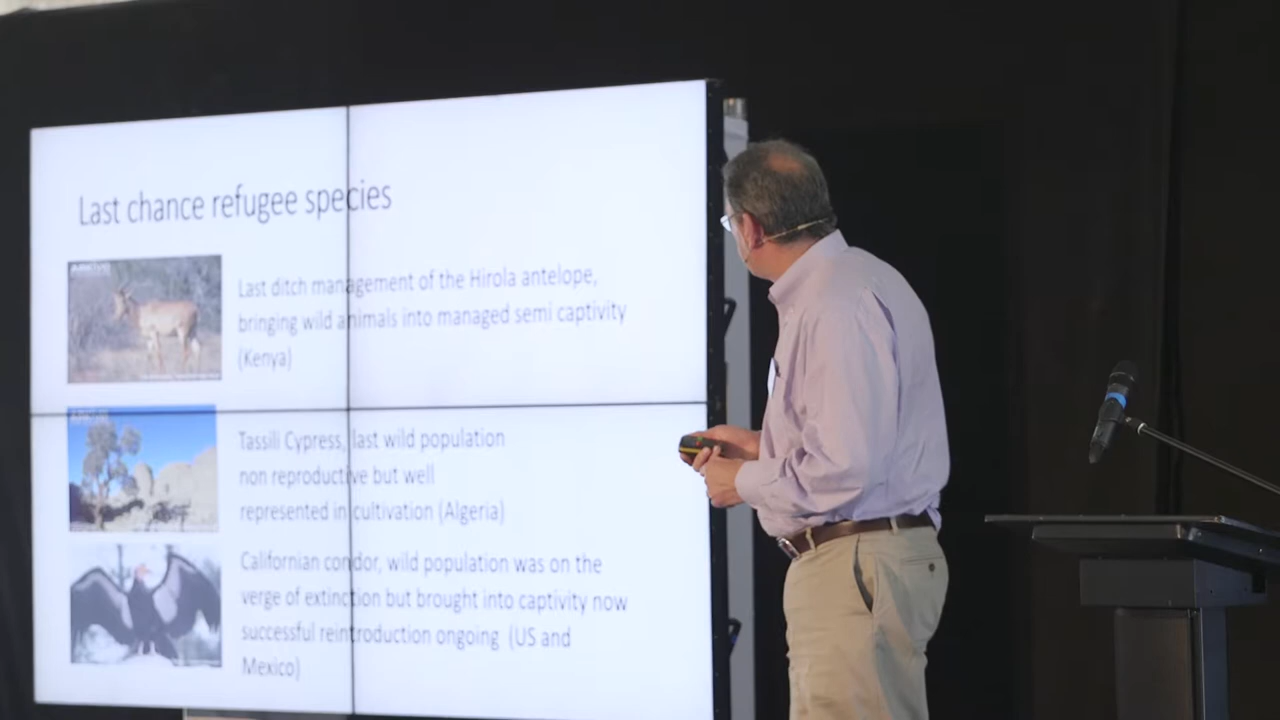 Last chance refugee species
Last ditch management of the Hirola antelope,
bringing wild animals into managed semi captivity
(Kenya)
Tassili Cypress, last wild population
non reproductive but well
represented in cultivation (Algeria)
Californian condor, wild population was on the
verge of extinction but brought into captivity now
successful reintroduction ongoing (US and
Mexico)